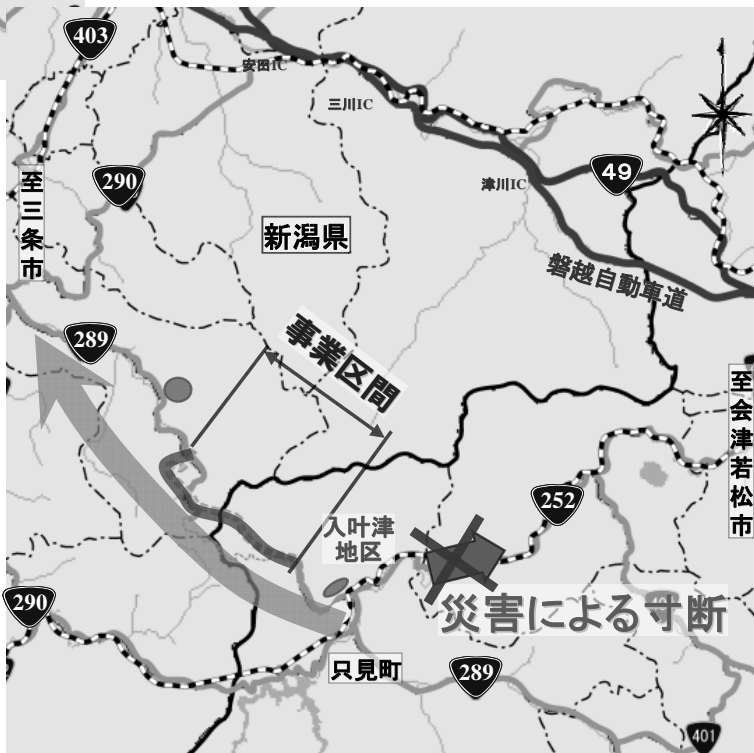 403
安田IC
三川IC
至三条市
290
49
津川IC
新潟県
磐越自動車道
289
事業区間
至会津若松市
252
入叶津
地区
災害による寸断
290
只見町
289
401